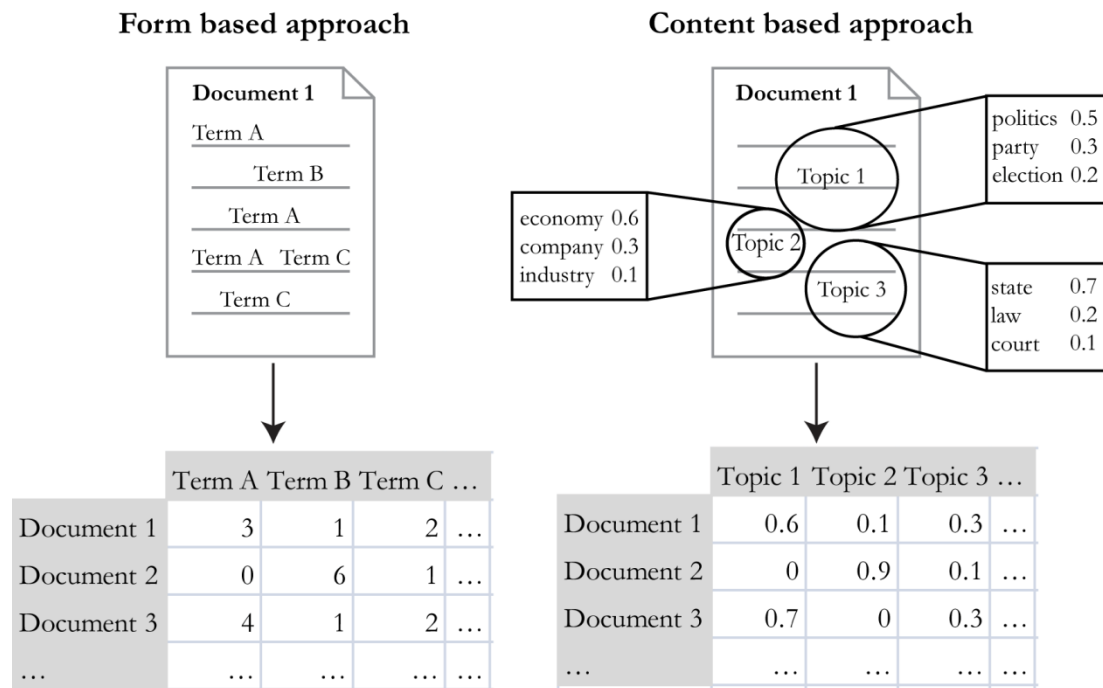 Form based approach
Document 1
Term A
Term B
Term A
Term A Term C
Term C
Term A Term B Term C ...
Document 1 3 1 2 ...
Document 2 0 6 1 ...
Document 3 4 1 2 ...
... ... ... ... ...
Content based approach
Document 1
Topic 1
Topic 2
Topic 3
politics 0.5
party 0.3
election 0.2
economy 0.6
company 0.3
industry 0.1
state 0.7
law 0.2
court 0.1
Topic 1 Topic 2 Topic 3 ...
Document 1 0.6 0.1 0.3 ...
Document 2 0 0.9 0.1 ...
Document 3 0.7 0 0.3 ...
... ... ... ... ...